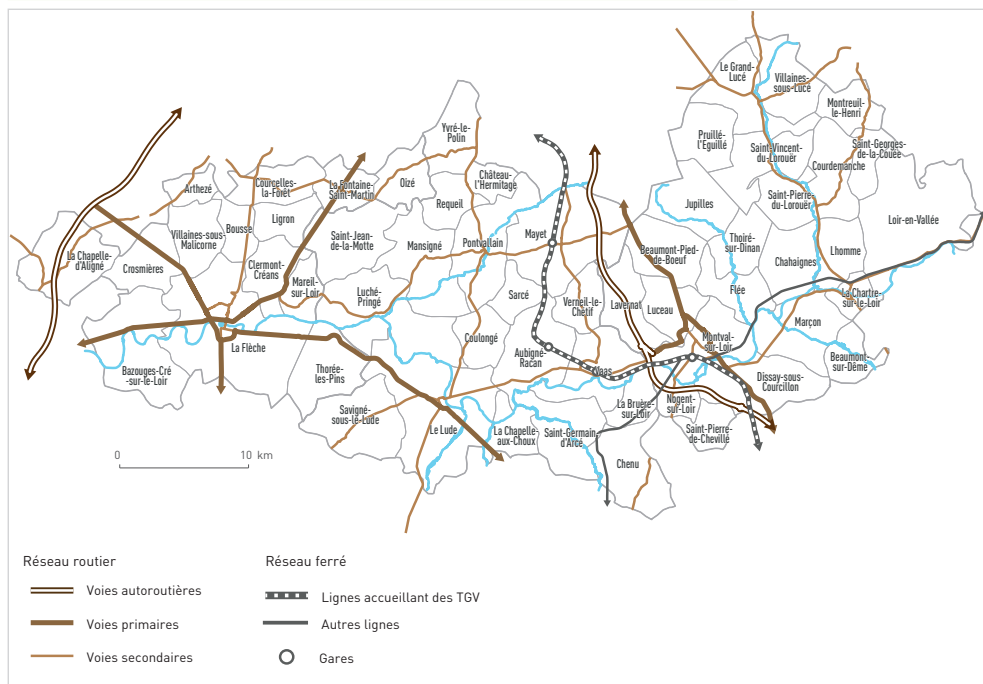 Le Grand-
Lucé
Villaines-
sous-Lucé
Montreuil-
le-Henri
Yvré-le-
Polin
Pruillé-
l'Eguillé
Saint-Vincent-
du-Lorouër
Saint-Georges-
de-la-Couée
Courdemanche
Arthezé
Courcelles-
la-Forêt
La Fontaine-
Saint-Martin
Oizé
Château-
l'Hermitage
Requeil
Saint-Pierre-
du-Lorouër
Jupilles
Loir-en-Vallée
Ligron
Bousse
Villaines-sous-
Malicorne
Saint-Jean-
de-la-Motte
Mansigné
Pontvallain
Mayet
Beaumont-Pied-
de-Boeuf
Thoiré-
sur-Dinan
Lhomme
Chahaignes
La Chapelle-
d'Aligné
Crosmières
Clermont-
Créans
Mareil-
sur-Loir
Luché-
Pringé
Sarcé
Verneil-le-
Chétif
Lavernat
Luceau
Flée
La Chartre-
sur-le-Loir
Marçon
La Flèche
Coulongé
Aubigné-
Racan
Montval-
sur-Loir
Beaumont-
sur-Dême
Bazouges-Cré
-sur-le-Loir
Thorée-
les-Pins
Vaas
Dissay-sous-
Courcillon
Savigné-
sous-le-Lude
La Bruère-
sur-Loir
Nogent-
sur-Loir
Le Lude
La Chapelle-
aux-Choux
Saint-Germain-
d'Arcé
Saint-Pierre-
de-Chevillé
Chenu
0 10 km
Réseau routier
Voies autoroutières
Voies primaires
Voies secondaires
Réseau ferré
Lignes accueillant des TGV
Autres lignes
Gares